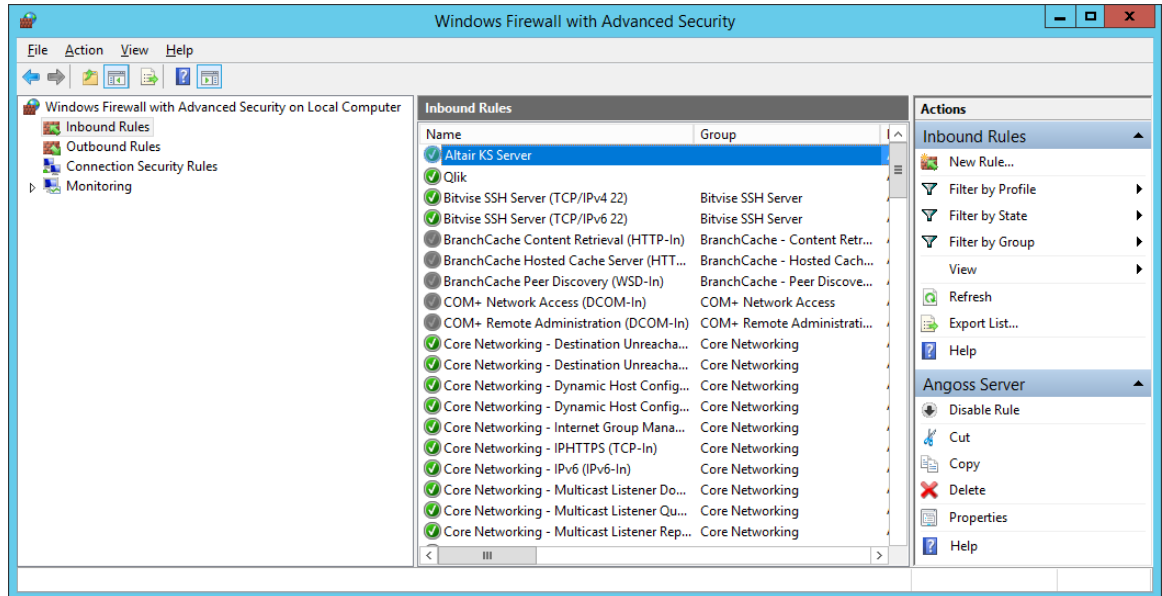 Windows Firewall with Advanced Security
File Action View Help
Windows Firewall with Advanced Security on Local Computer
Inbound Rules
Outbound Rules
Connection Security Rules
Monitoring
Inbound Rules
Name Group
Altair KS Server
Qlik
Bitvise SSH Server (TCP/IPv4 22) Bitvise SSH Server
Bitvise SSH Server (TCP/IPv6 22) Bitvise SSH Server
BranchCache Content Retrieval (HTTP-In) BranchCache - Content Retr...
BranchCache Hosted Cache Server (HTT... BranchCache - Hosted Cach...
BranchCache Peer Discovery (WSD-In) BranchCache - Peer Discove...
COM+ Network Access (DCOM-In) COM+ Network Access
COM+ Remote Administration (DCOM-In) COM+ Remote Administrati...
Core Networking - Destination Unreacha... Core Networking
Core Networking - Destination Unreacha... Core Networking
Core Networking - Dynamic Host Config... Core Networking
Core Networking - Dynamic Host Config... Core Networking
Core Networking - Internet Group Mana... Core Networking
Core Networking - IPHTTPS (TCP-In) Core Networking
Core Networking - IPv6 (IPv6-In) Core Networking
Core Networking - Multicast Listener Do... Core Networking
Core Networking - Multicast Listener Qu... Core Networking
Core Networking - Multicast Listener Rep... Core Networking
Actions
Inbound Rules
New Rule...
Filter by Profile
Filter by State
Filter by Group
View
Refresh
Export List...
Help
Angoss Server
Disable Rule
Cut
Copy
Delete
Properties
Help